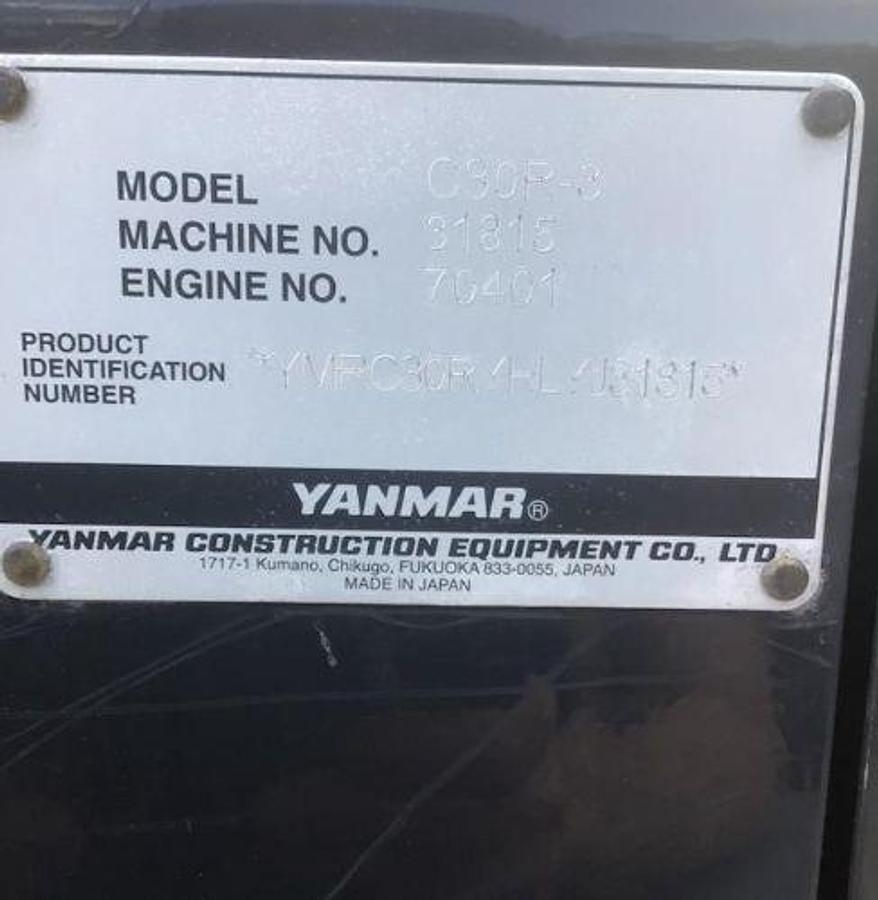 MODEL C30R-3
MACHINE NO. 31815
ENGINE NO. 70401
PRODUCT
IDENTIFICATION
NUMBER
YANMAR®
YANMAR CONSTRUCTION EQUIPMENT CO., LTD.
1717-1 Kumano, Chikugo, FUKUOKA 833-0055, JAPAN
MADE IN JAPAN